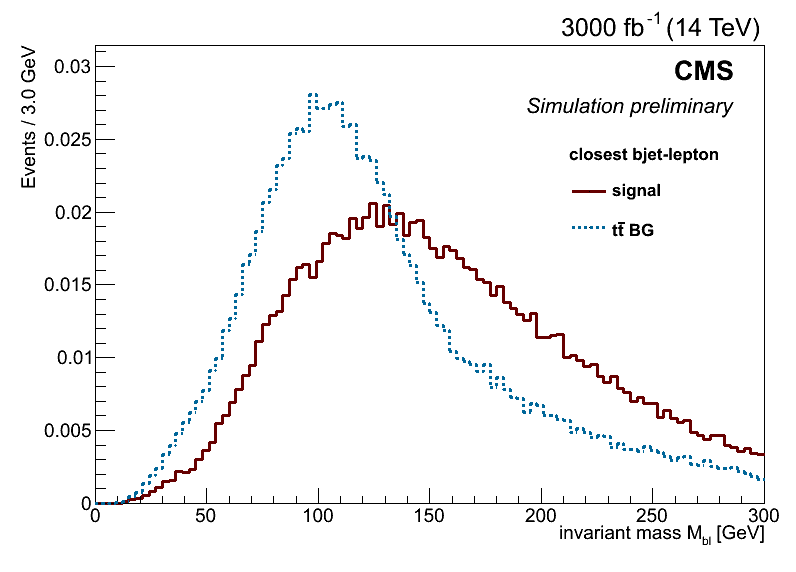 3000 fb⁻¹ (14 TeV)
Events / 3.0 GeV
CMS
Simulation preliminary
closest bjet-lepton
signal
tt̄ BG
0.03
0.025
0.02
0.015
0.01
0.005
0
0 50 100 150 200 250 300
invariant mass M_bl [GeV]